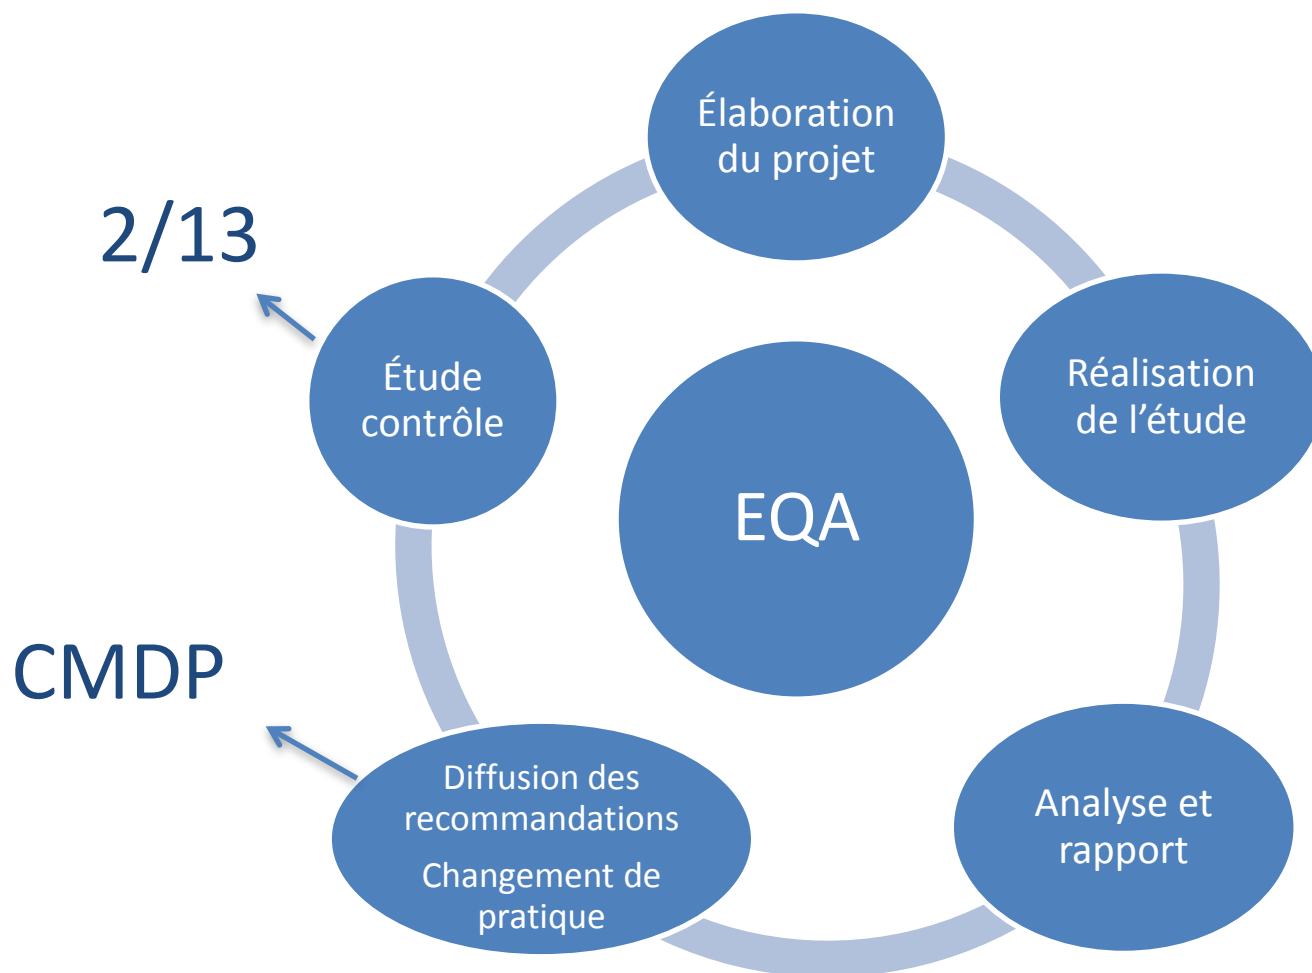 Élaboration
du projet
2/13
Étude
contrôle
Réalisation
de l’étude
EQA
CMDP
Diffusion des
recommandations
Changement de
pratique
Analyse et
rapport